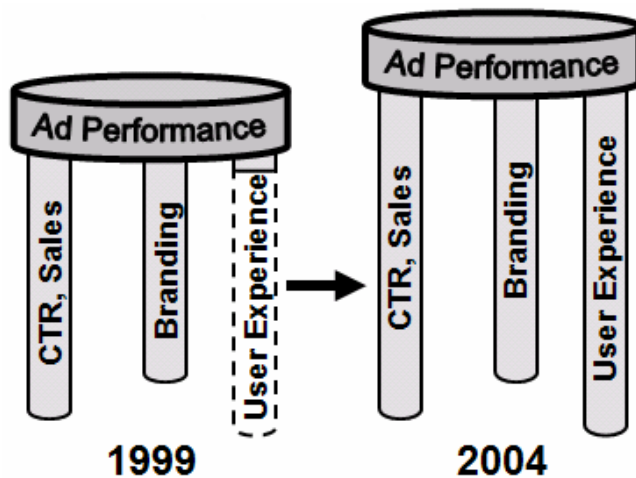 Ad Performance
CTR, Sales
Branding
User Experience
1999
Ad Performance
CTR, Sales
Branding
User Experience
2004